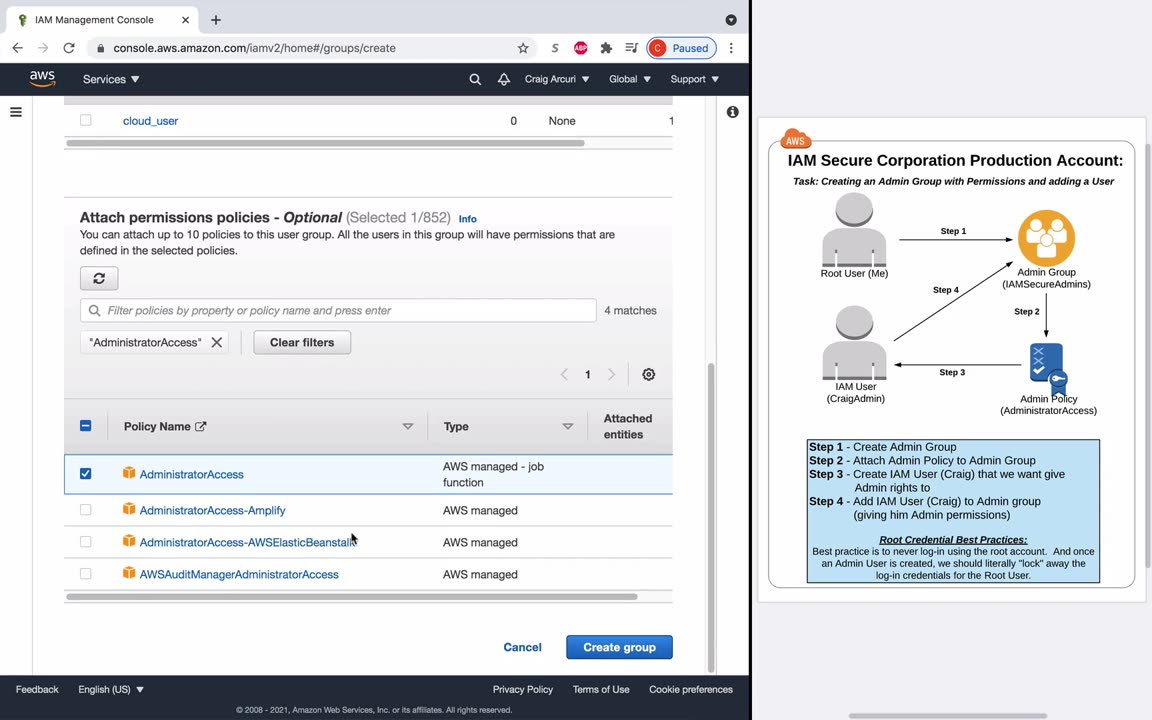 IAM Management Console
console.aws.amazon.com/iamv2/home#/groups/create
S
ABP
C Paused
aws
Services
Craig Arcuri
Global
Support
cloud_user
0
None
1
Attach permissions policies - Optional (Selected 1/852) Info
You can attach up to 10 policies to this user group. All the users in this group will have permissions that are
defined in the selected policies.
Filter policies by property or policy name and press enter
4 matches
"AdministratorAccess"
Clear filters
1
Policy Name
Type
Attached
entities
AdministratorAccess
AWS managed - job
function
AdministratorAccess-Amplify
AWS managed
AdministratorAccess-AWSElasticBeanstalk
AWS managed
AWSAuditManagerAdministratorAccess
AWS managed
Cancel
Create group
Feedback
English (US)
Privacy Policy
Terms of Use
Cookie preferences
© 2008 - 2021, Amazon Web Services, Inc. or its affiliates. All rights reserved.
AWS
IAM Secure Corporation Production Account:
Task: Creating an Admin Group with Permissions and adding a User
Step 1
Root User (Me)
Admin Group
(IAMSecureAdmins)
Step 4
Step 2
Step 3
IAM User
(CraigAdmin)
Admin Policy
(AdministratorAccess)
Step 1 - Create Admin Group
Step 2 - Attach Admin Policy to Admin Group
Step 3 - Create IAM User (Craig) that we want give
Admin rights to
Step 4 - Add IAM User (Craig) to Admin group
(giving him Admin permissions)
Root Credential Best Practices:
Best practice is to never log-in using the root account. And once
an Admin User is created, we should literally "lock" away the
log-in credentials for the Root User.